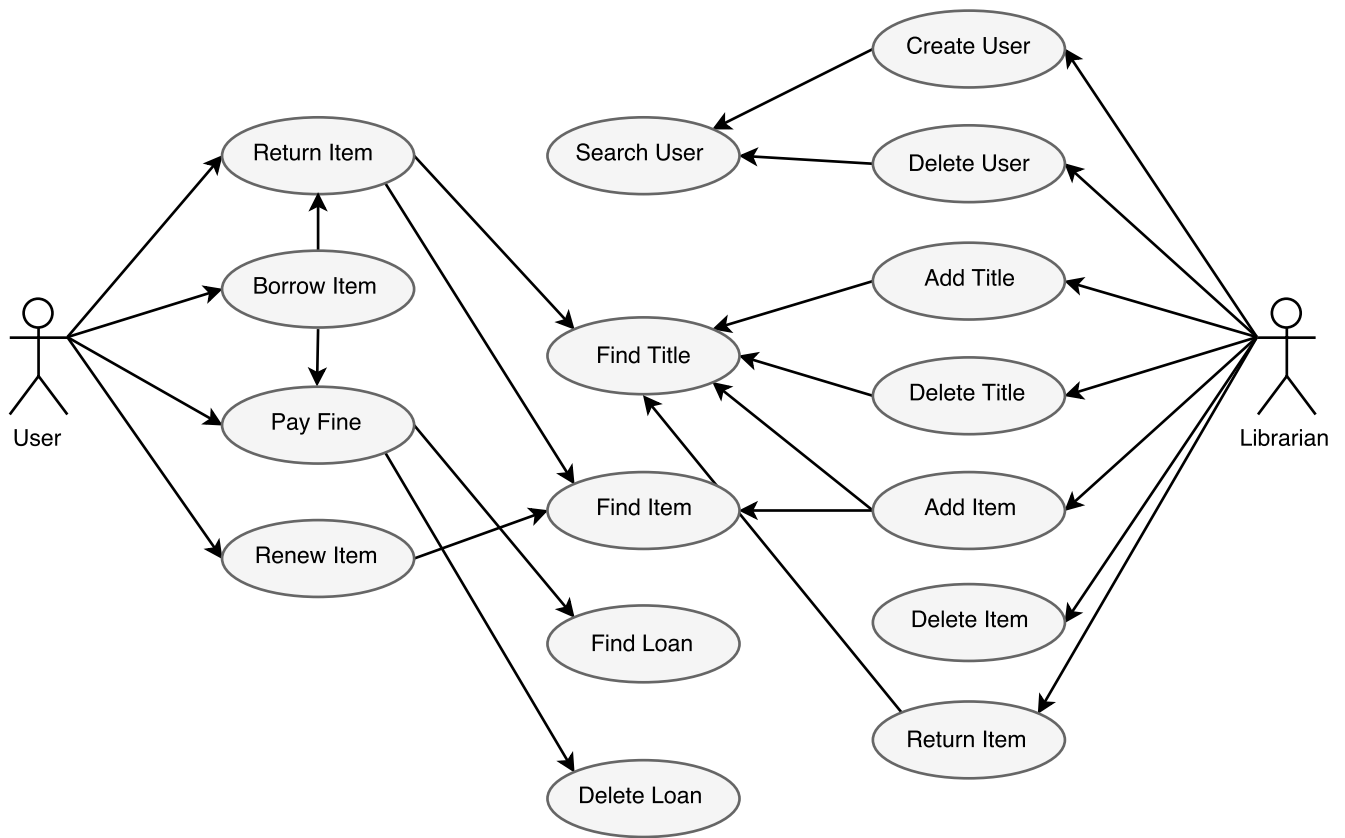 Create User
Return Item
Search User
Delete User
Borrow Item
Add Title
Find Title
Pay Fine
Delete Title
User
Librarian
Find Item
Add Item
Renew Item
Delete Item
Find Loan
Return Item
Delete Loan